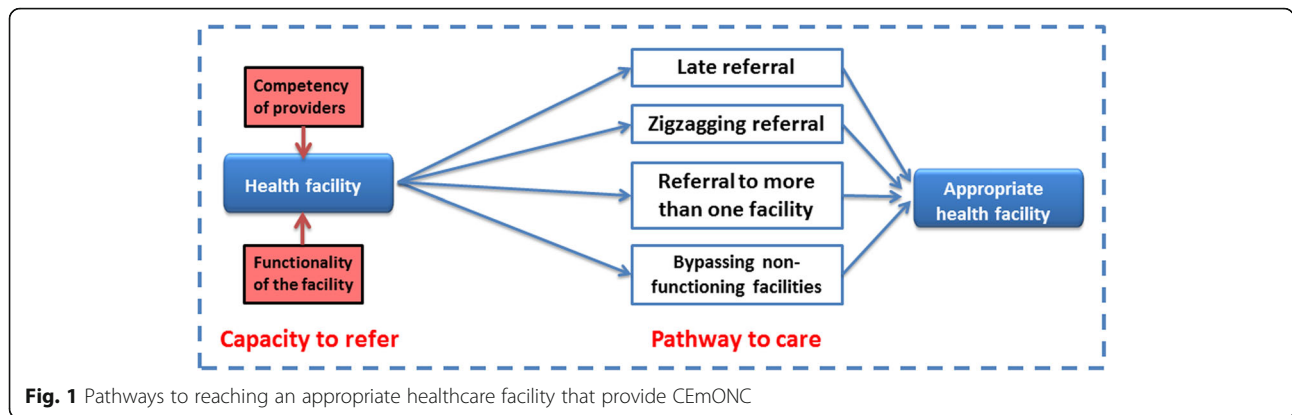 Competency
of providers
Health facility
Functionality
of the facility
Capacity to refer
Late referral
Zigzagging referral
Referral to more
than one facility
Bypassing non-
functioning facilities
Pathway to care
Appropriate
health facility
Fig. 1 Pathways to reaching an appropriate healthcare facility that provide CEmONC